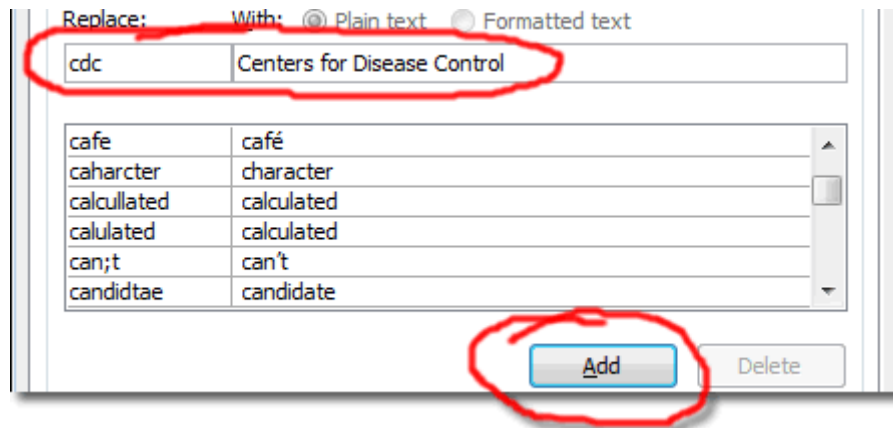 Replace: With: Plain text Formatted text
cdc Centers for Disease Control
cafe café
caharcter character
calcullated calculated
calulated calculated
can;t can't
candidtae candidate
Add Delete